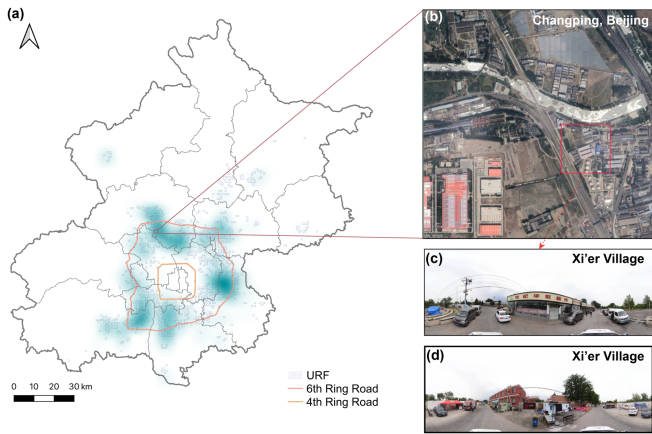 (a)
(b)
Changping, Beijing
(c)
Xi'er Village
(d)
Xi'er Village
URF
6th Ring Road
4th Ring Road
0 10 20 30 km